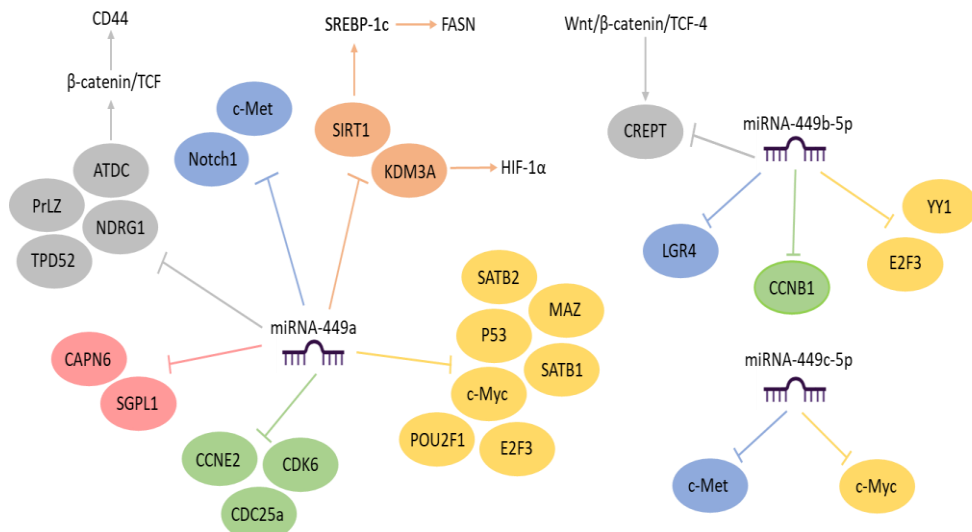 CD44
β-catenin/TCF
ATDC
PrLZ
NDRG1
TPD52
c-Met
Notch1
SREBP-1c
FASN
SIRT1
KDM3A
HIF-1α
miRNA-449a
CAPN6
SGPL1
CCNE2
CDK6
CDC25a
SATB2
MAZ
P53
SATB1
c-Myc
POU2F1
E2F3
Wnt/β-catenin/TCF-4
CREPT
miRNA-449b-5p
LGR4
CCNB1
YY1
E2F3
miRNA-449c-5p
c-Met
c-Myc